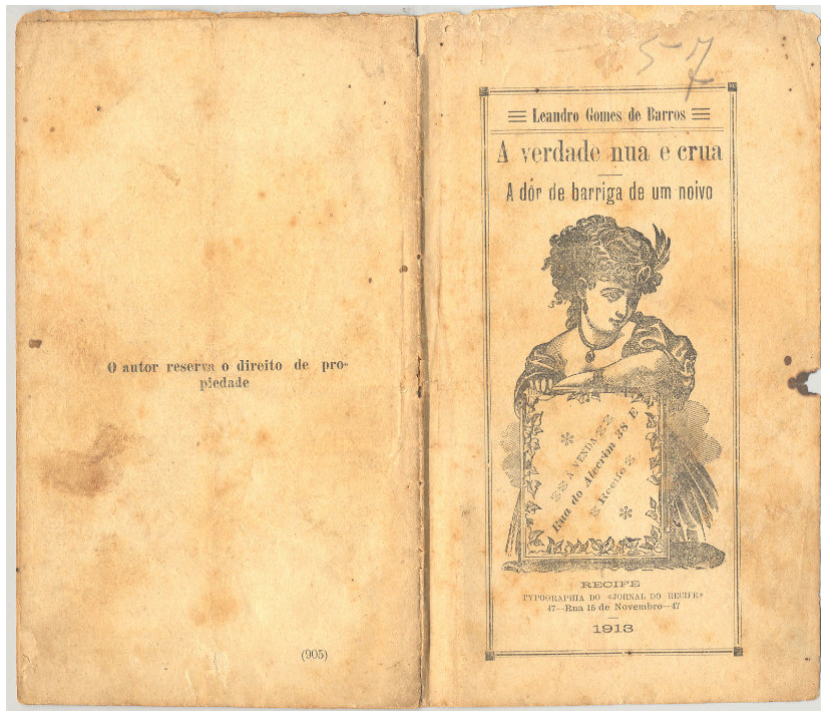 O autor reserva o direito de pro-
piedade
(905)
57
Leandro Gomes de Barros
A verdade nua e crua
A dôr de barriga de um noivo
Á VENDA
Rua do Alecrim 38 E
Recife
RECIFE
TYPOGRAPHIA DO «JORNAL DO RECIFE»
47—Rua 15 de Novembro—47
1913